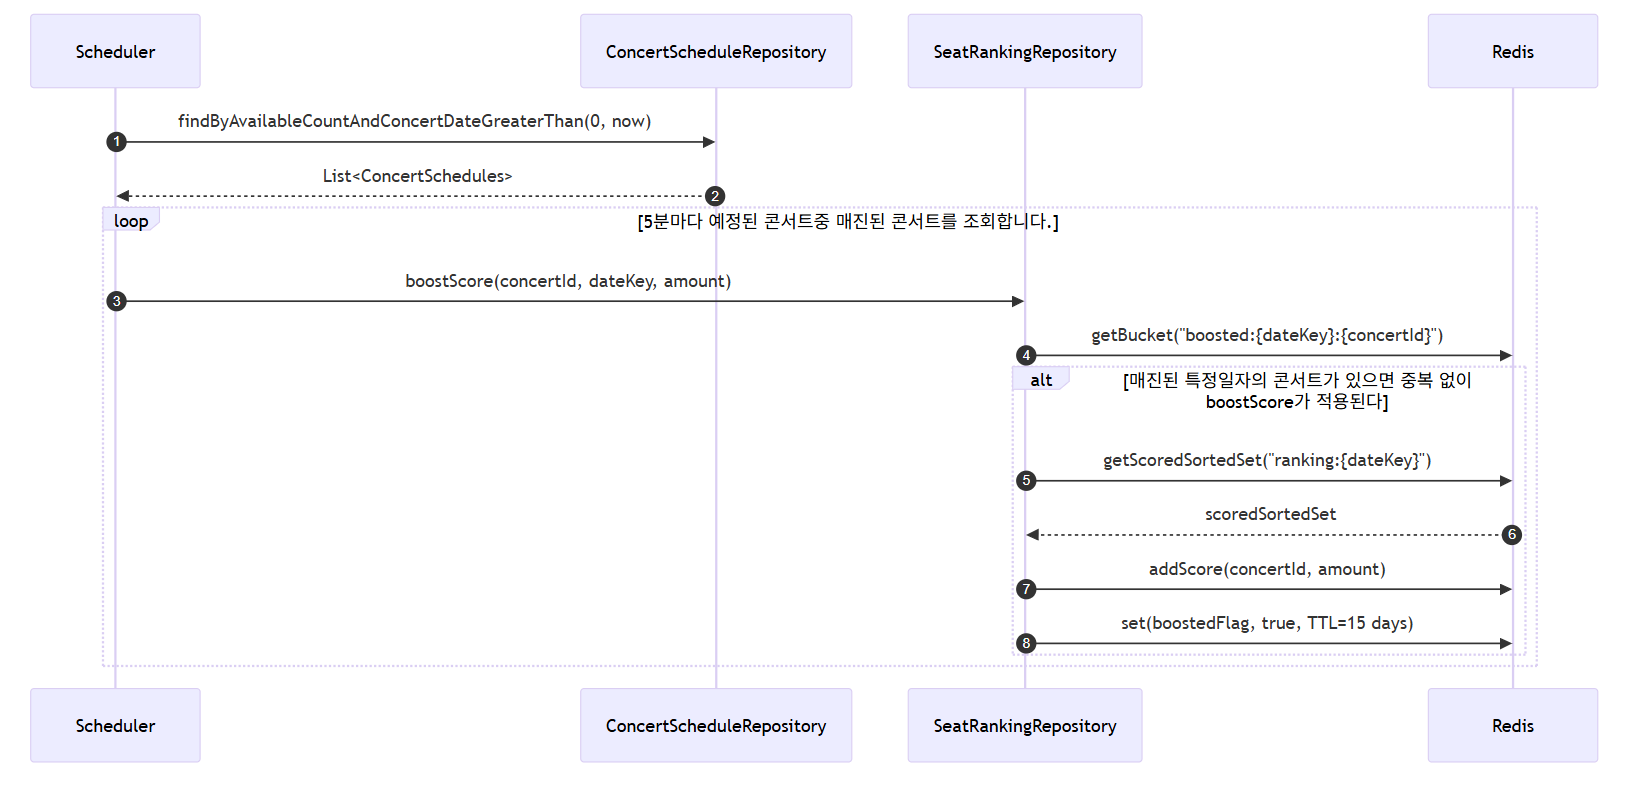 Scheduler
ConcertScheduleRepository
SeatRankingRepository
Redis
findByAvailableCountAndConcertDateGreaterThan(0, now)
1
List<ConcertSchedules>
2
loop
[5분마다 예정된 콘서트중 매진된 콘서트를 조회합니다.]
boostScore(concertId, dateKey, amount)
3
getBucket("boosted:{dateKey}:{concertId}")
4
alt
[매진된 특정일자의 콘서트가 있으면 중복 없이
boostScore가 적용된다]
getScoredSortedSet("ranking:{dateKey}")
5
scoredSortedSet
6
addScore(concertId, amount)
7
set(boostedFlag, true, TTL=15 days)
8
Scheduler
ConcertScheduleRepository
SeatRankingRepository
Redis